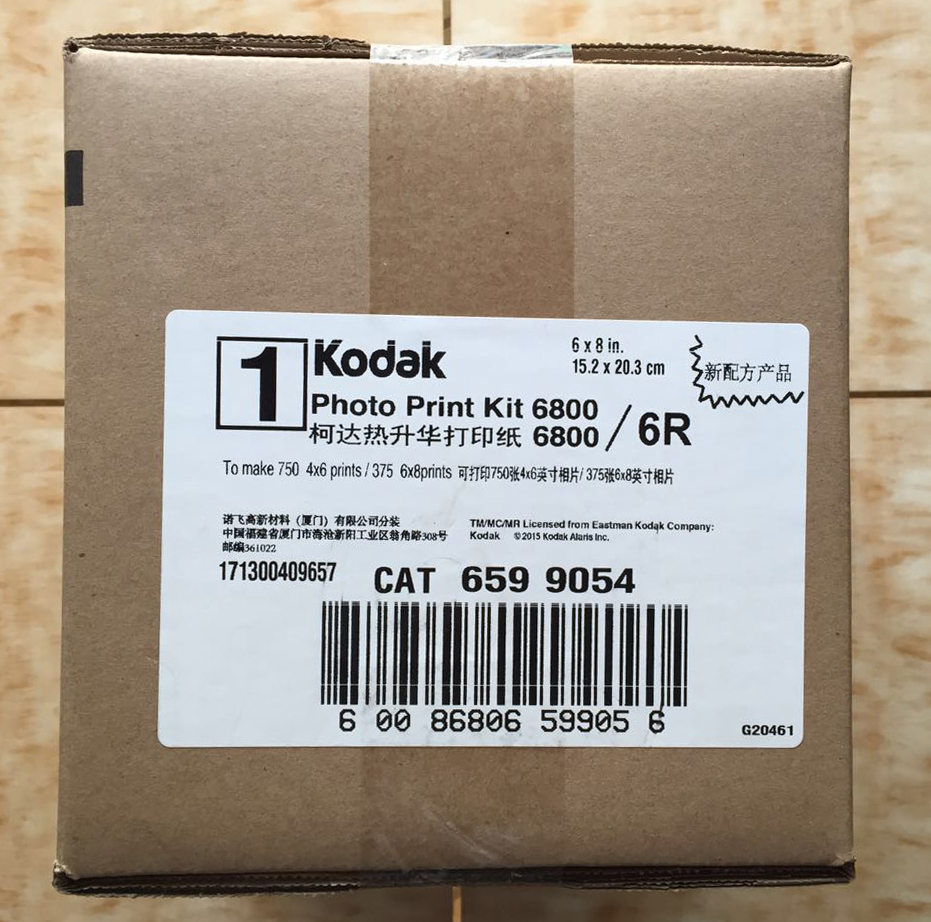 1
Kodak
6 x 8 in.
15.2 x 20.3 cm
新配方产品
Photo Print Kit 6800
柯达热升华打印纸 6800 / 6R
To make 750 4x6 prints / 375 6x8prints 可打印750张4x6英寸相片/ 375张6x8英寸相片
诺飞高新材料（厦门）有限公司分装
中国福建省厦门市海沧新阳工业区翁角路308号
邮编361022
TM/MC/MR Licensed from Eastman Kodak Company:
Kodak ©2015 Kodak Alaris Inc.
171300409657
CAT 659 9054
6 00 86806 59905 6
G20461